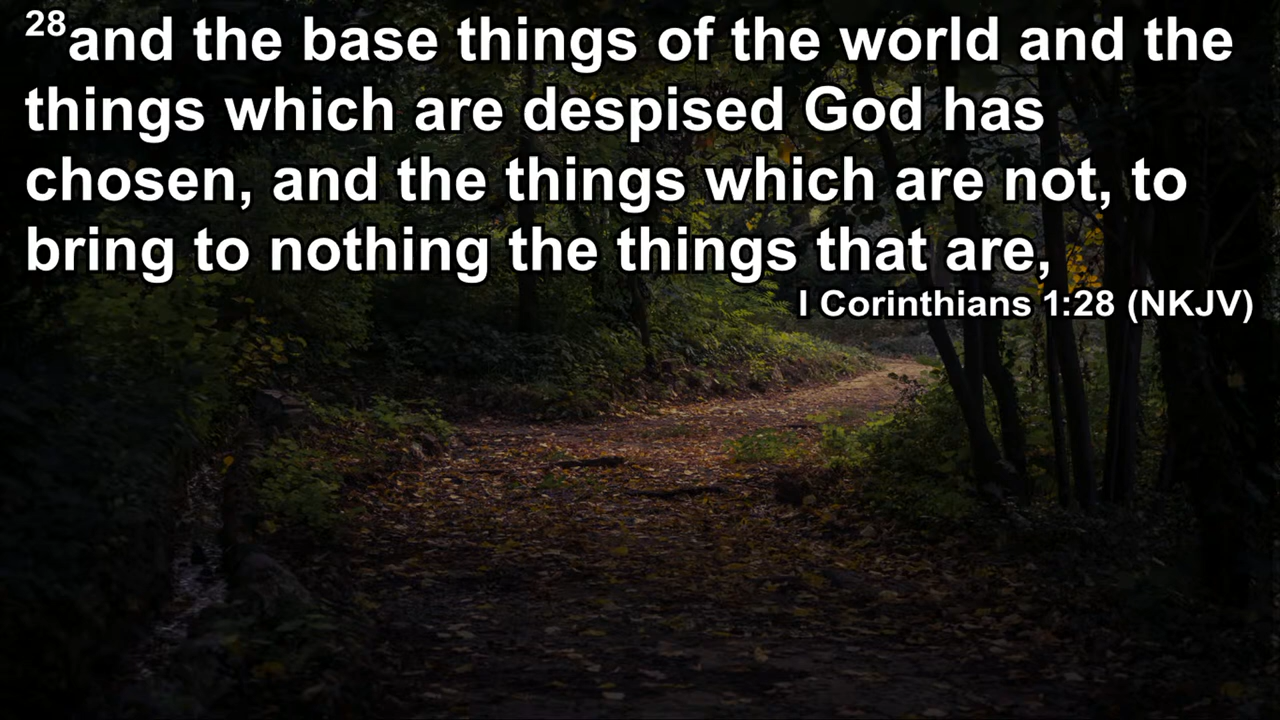 28and the base things of the world and the
things which are despised God has
chosen, and the things which are not, to
bring to nothing the things that are,
I Corinthians 1:28 (NKJV)